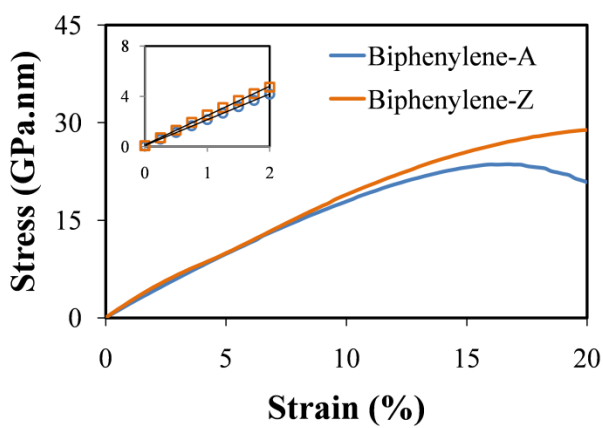 45
30
15
0
Stress (GPa.nm)
8
4
0
0 1 2
Biphenylene-A
Biphenylene-Z
0 5 10 15 20
Strain (%)